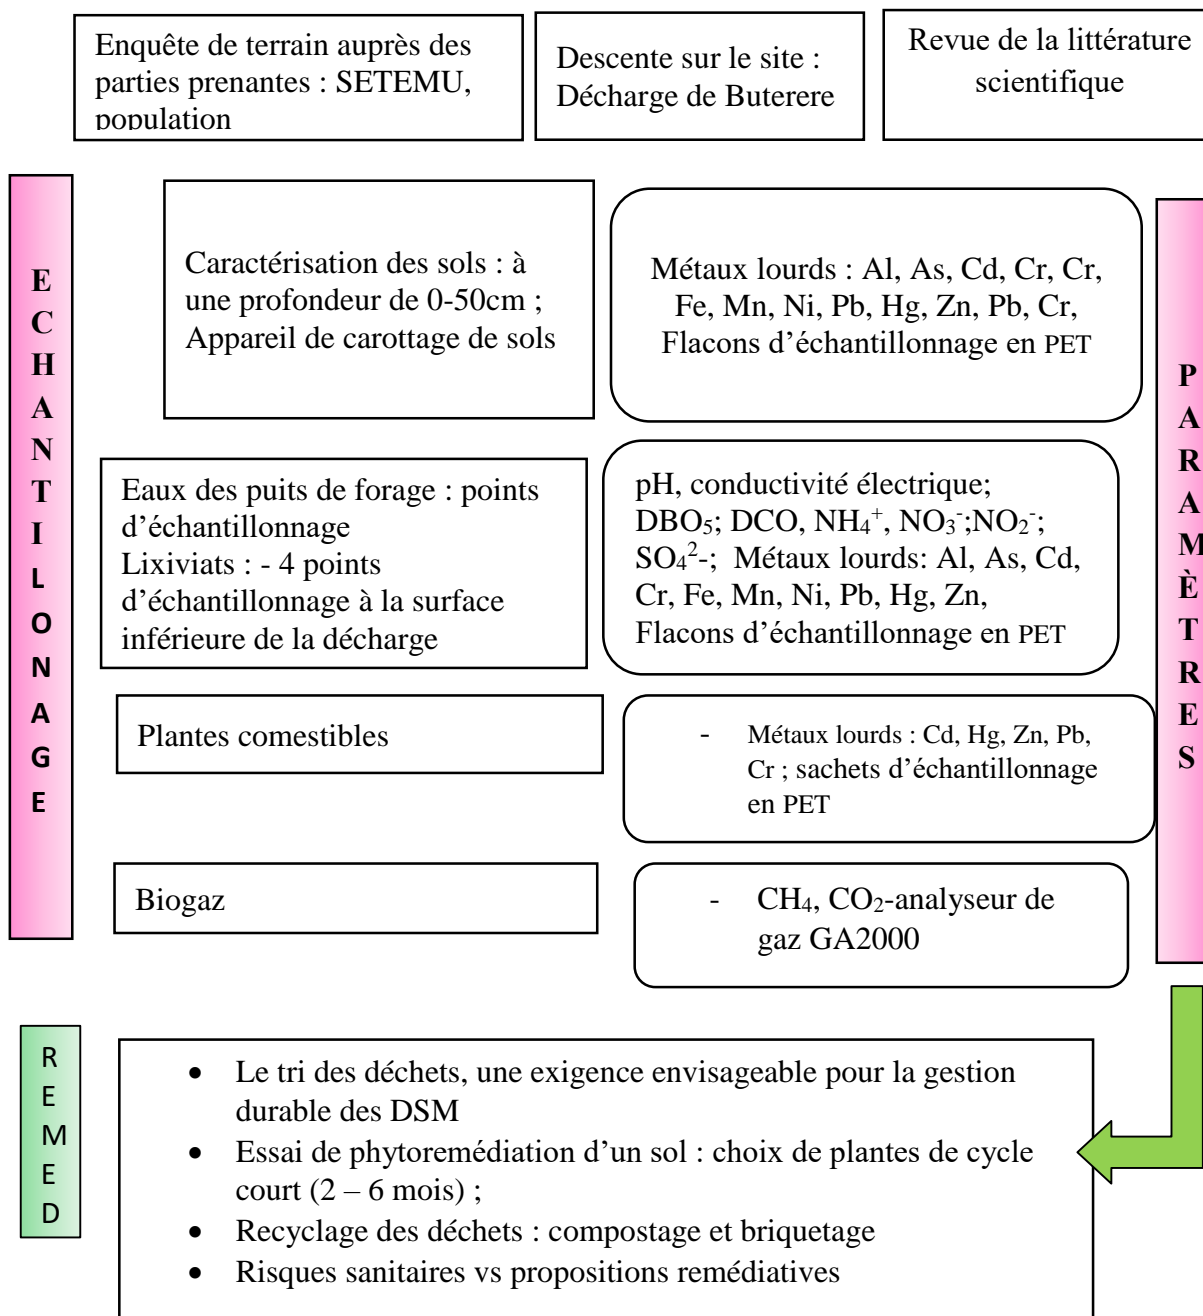 Enquête de terrain auprès des
parties prenantes : SETEMU,
population
Descente sur le site :
Décharge de Buterere
Revue de la littérature
scientifique
E
C
H
A
N
T
I
L
O
N
A
G
E
Caractérisation des sols : à
une profondeur de 0-50cm ;
Appareil de carottage de sols
Métaux lourds : Al, As, Cd, Cr, Cr,
Fe, Mn, Ni, Pb, Hg, Zn, Pb, Cr,
Flacons d’échantillonnage en PET
Eaux des puits de forage : points
d’échantillonnage
Lixiviats : - 4 points
d’échantillonnage à la surface
inférieure de la décharge
pH, conductivité électrique;
DBO₅; DCO, NH₄⁺, NO₃⁻;NO₂⁻;
SO₄²-; Métaux lourds: Al, As, Cd,
Cr, Fe, Mn, Ni, Pb, Hg, Zn,
Flacons d’échantillonnage en PET
Plantes comestibles
- Métaux lourds : Cd, Hg, Zn, Pb,
Cr ; sachets d’échantillonnage
en PET
Biogaz
- CH₄, CO₂-analyseur de
gaz GA2000
P
A
R
A
M
È
T
R
E
S
R
E
M
E
D
• Le tri des déchets, une exigence envisageable pour la gestion
durable des DSM
• Essai de phytoremédiation d’un sol : choix de plantes de cycle
court (2 – 6 mois) ;
• Recyclage des déchets : compostage et briquetage
• Risques sanitaires vs propositions remédiatives